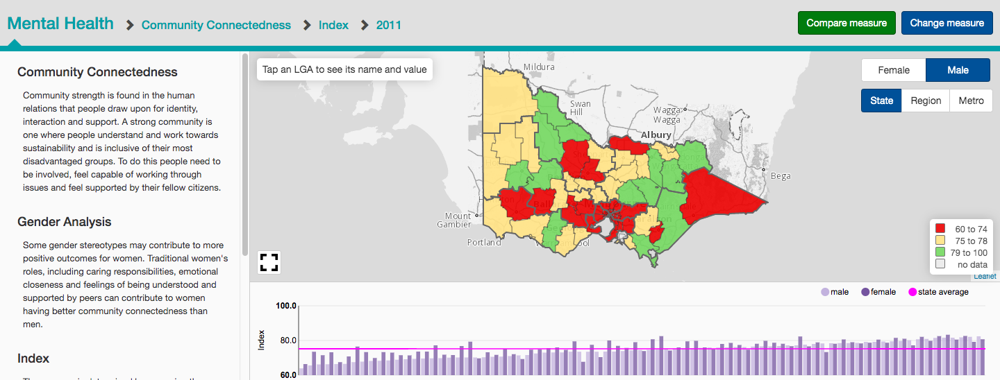 Mental Health
Community Connectedness
Index
2011
Compare measure
Change measure
Community Connectedness
Community strength is found in the human
relations that people draw upon for identity,
interaction and support. A strong community is
one where people understand and work towards
sustainability and is inclusive of their most
disadvantaged groups. To do this people need to
be involved, feel capable of working through
issues and feel supported by their fellow citizens.
Gender Analysis
Some gender stereotypes may contribute to more
positive outcomes for women. Traditional women's
roles, including caring responsibilities, emotional
closeness and feelings of being understood and
supported by peers can contribute to women
having better community connectedness than
men.
Index
Tap an LGA to see its name and value
Female
Male
State
Region
Metro
Mildura
Swan
Hill
Wagga
Wagga
Albury
Bega
Mount
Gambier
Portland
60 to 74
75 to 78
79 to 100
no data
Leaflet
male
female
state average
100.0
80.0
60.0
Index